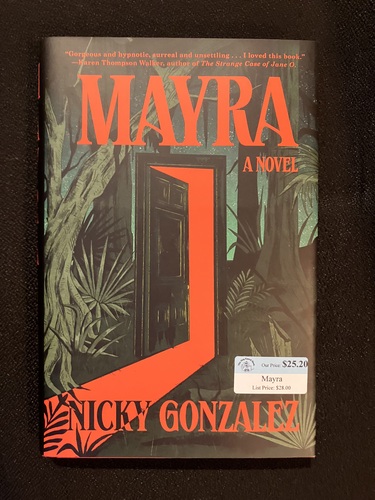 “Gorgeous and hypnotic, surreal and unsettling . . . I loved this book.”
—Karen Thompson Walker, author of The Strange Case of Jane O.
MAYRA
A NOVEL
Our Price: $25.20
Mayra
List Price: $28.00
NICKY GONZALEZ